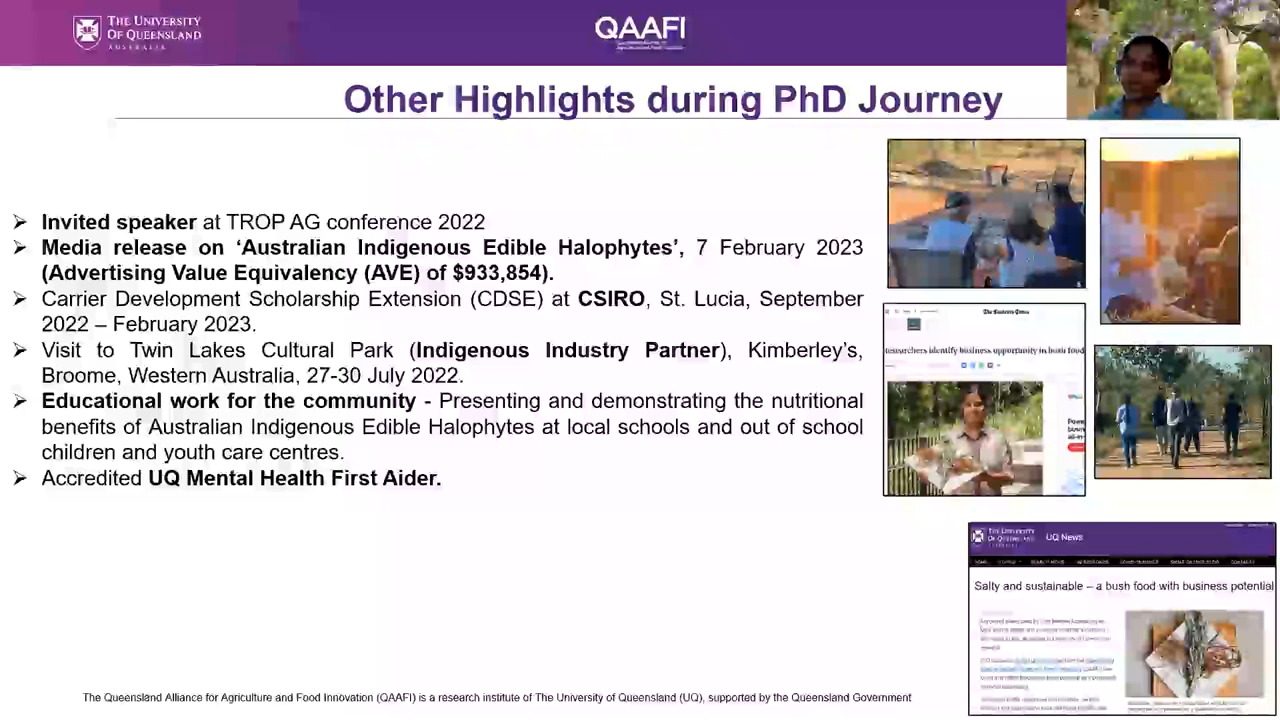 THE UNIVERSITY
OF QUEENSLAND
AUSTRALIA
QAAFI
Other Highlights during PhD Journey
➢ Invited speaker at TROP AG conference 2022
➢ Media release on ‘Australian Indigenous Edible Halophytes’, 7 February 2023
(Advertising Value Equivalency (AVE) of $933,854).
➢ Carrier Development Scholarship Extension (CDSE) at CSIRO, St. Lucia, September
2022 – February 2023.
➢ Visit to Twin Lakes Cultural Park (Indigenous Industry Partner), Kimberley’s,
Broome, Western Australia, 27-30 July 2022.
➢ Educational work for the community - Presenting and demonstrating the nutritional
benefits of Australian Indigenous Edible Halophytes at local schools and out of school
children and youth care centres.
➢ Accredited UQ Mental Health First Aider.
esearchers identify business opportunity in bush food
THE UNIVERSITY
OF QUEENSLAND
UQ News
Salty and sustainable – a bush food with business potential
The Queensland Alliance for Agriculture and Food Innovation (QAAFI) is a research institute of The University of Queensland (UQ), supported by the Queensland Government